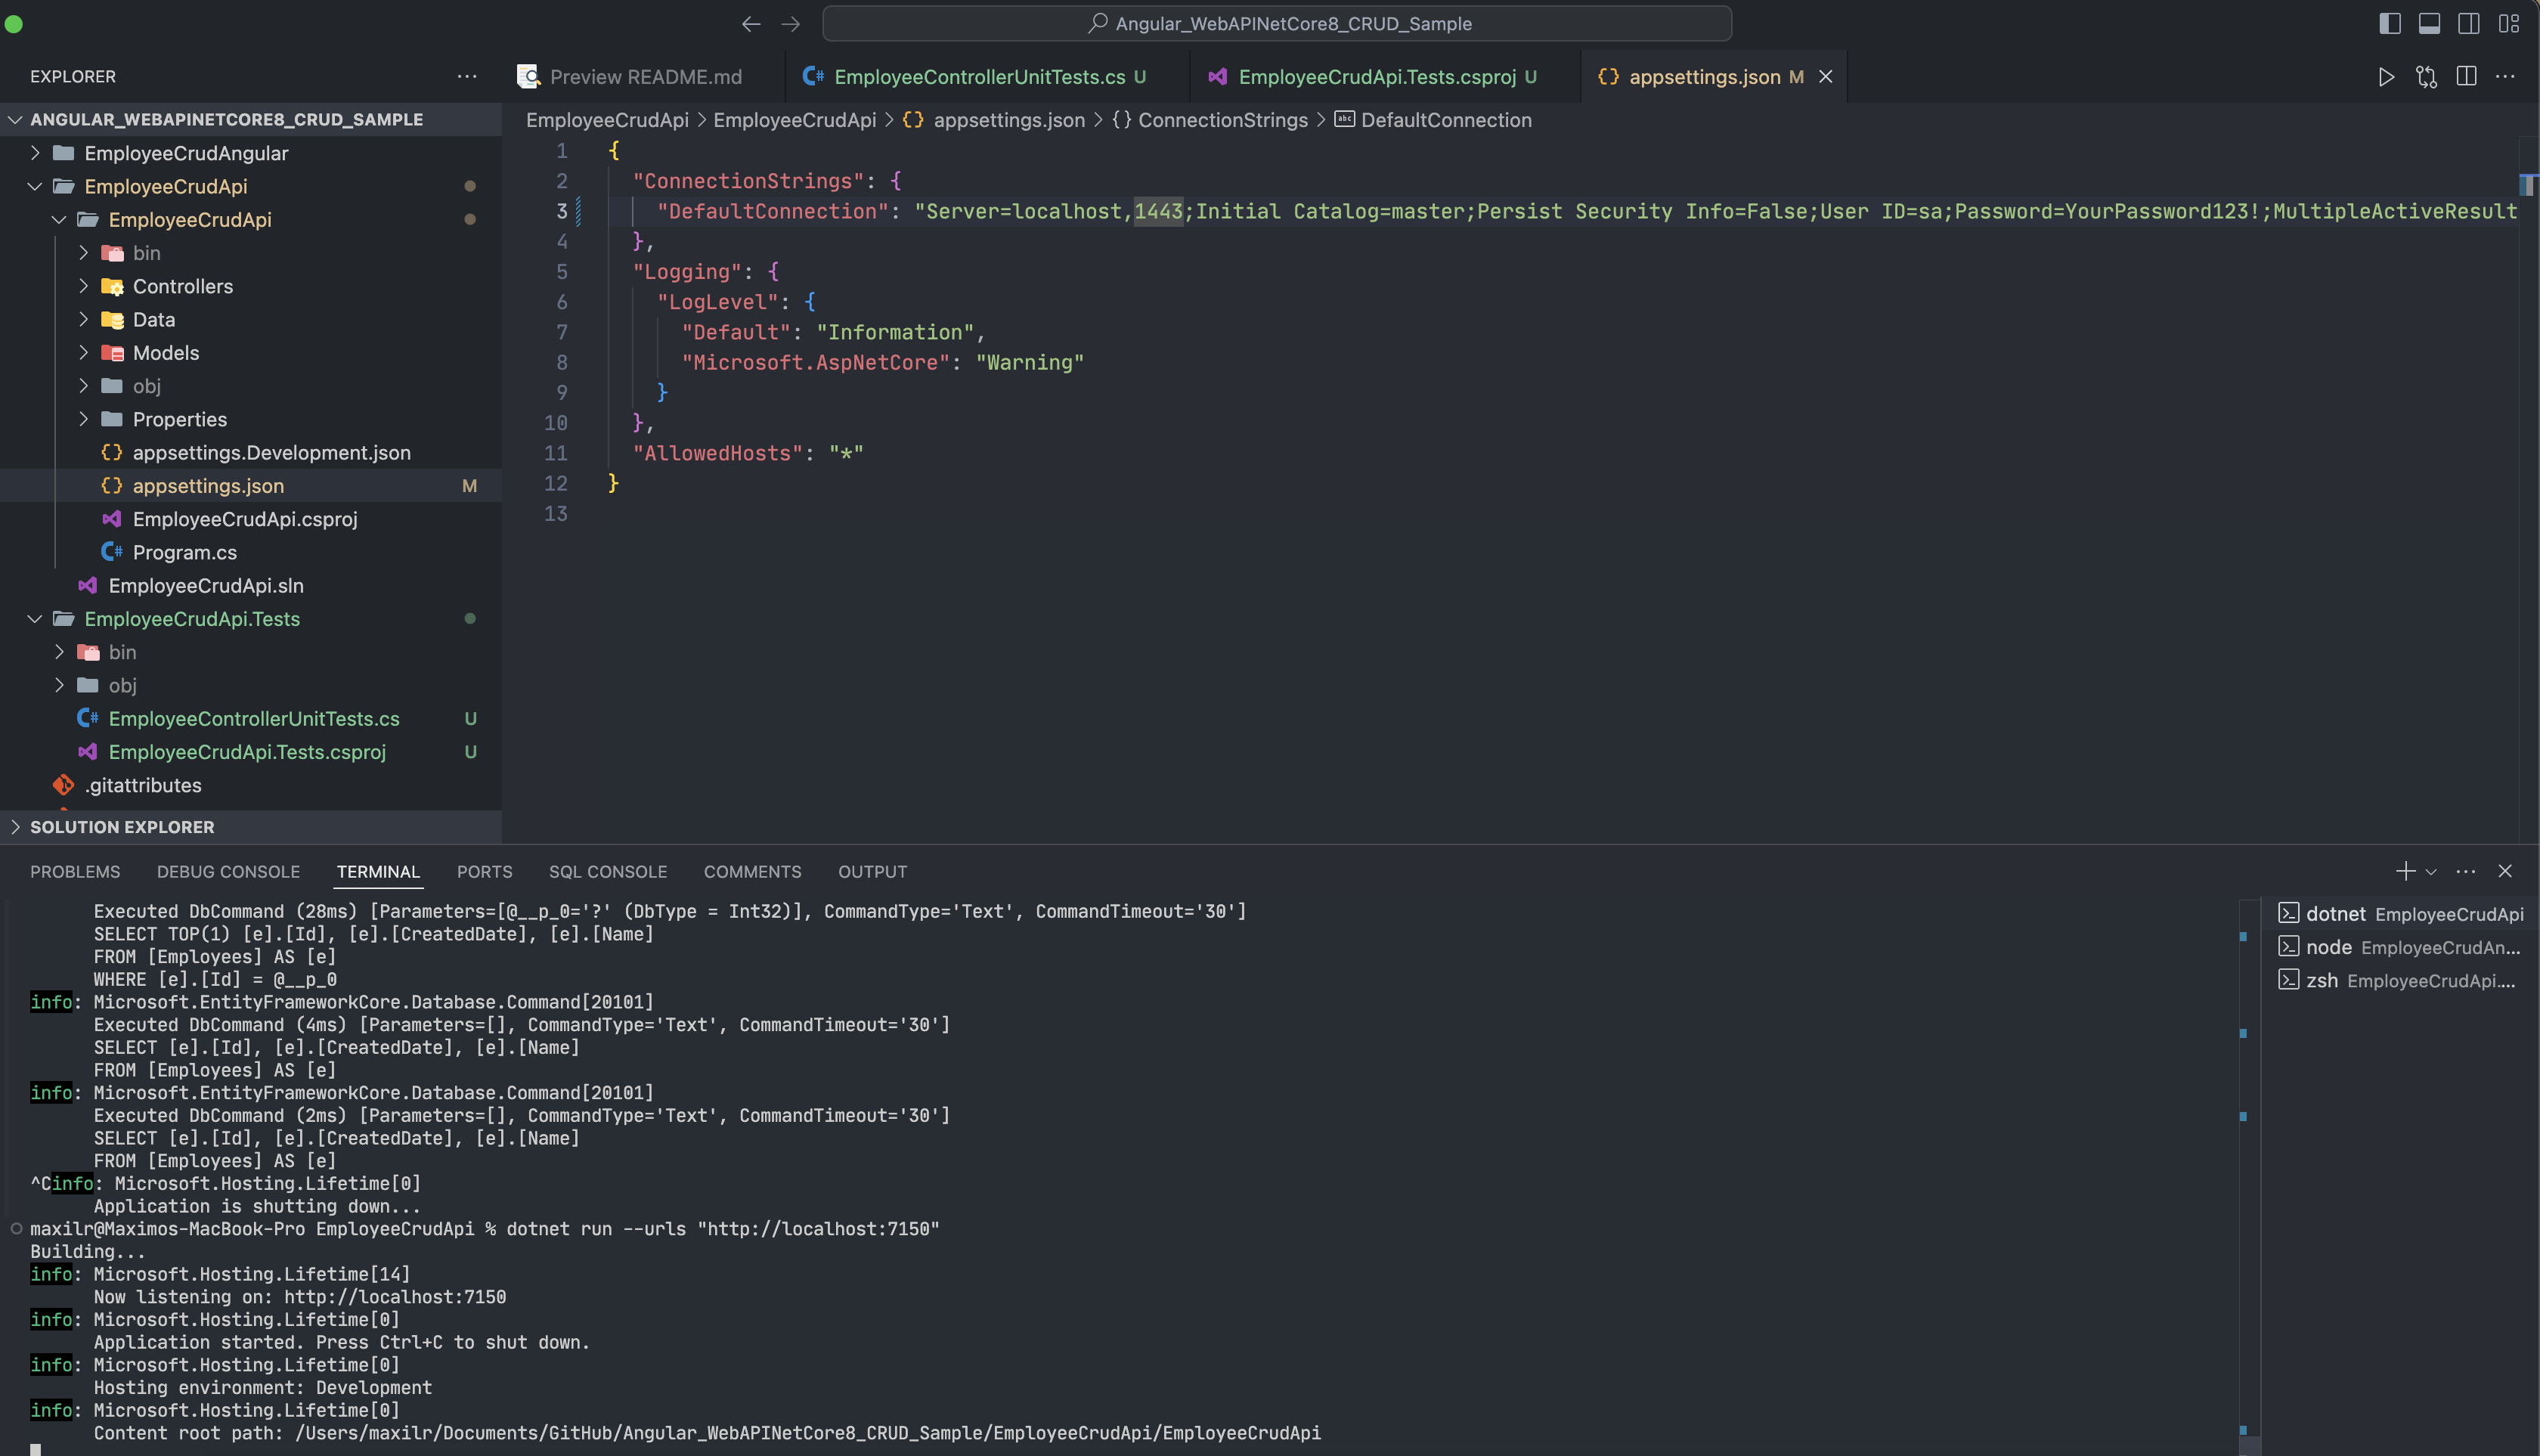 Angular_WebAPINetCore8_CRUD_Sample
EXPLORER
Preview README.md
EmployeeControllerUnitTests.cs U
EmployeeCrudApi.Tests.csproj U
appsettings.json M
ANGULAR_WEBAPINETCORE8_CRUD_SAMPLE
EmployeeCrudAngular
EmployeeCrudApi
EmployeeCrudApi
bin
Controllers
Data
Models
obj
Properties
appsettings.Development.json
appsettings.json M
EmployeeCrudApi.csproj
Program.cs
EmployeeCrudApi.sln
EmployeeCrudApi.Tests
bin
obj
EmployeeControllerUnitTests.cs U
EmployeeCrudApi.Tests.csproj U
.gitattributes
SOLUTION EXPLORER
EmployeeCrudApi > EmployeeCrudApi > {} appsettings.json > {} ConnectionStrings > abc DefaultConnection
1 {
2 "ConnectionStrings": {
3 "DefaultConnection": "Server=localhost,1443;Initial Catalog=master;Persist Security Info=False;User ID=sa;Password=YourPassword123!;MultipleActiveResult
4 },
5 "Logging": {
6 "LogLevel": {
7 "Default": "Information",
8 "Microsoft.AspNetCore": "Warning"
9 }
10 },
11 "AllowedHosts": "*"
12 }
13
PROBLEMS DEBUG CONSOLE TERMINAL PORTS SQL CONSOLE COMMENTS OUTPUT
Executed DbCommand (28ms) [Parameters=[@__p_0='?' (DbType = Int32)], CommandType='Text', CommandTimeout='30']
SELECT TOP(1) [e].[Id], [e].[CreatedDate], [e].[Name]
FROM [Employees] AS [e]
WHERE [e].[Id] = @__p_0
info: Microsoft.EntityFrameworkCore.Database.Command[20101]
Executed DbCommand (4ms) [Parameters=[], CommandType='Text', CommandTimeout='30']
SELECT [e].[Id], [e].[CreatedDate], [e].[Name]
FROM [Employees] AS [e]
info: Microsoft.EntityFrameworkCore.Database.Command[20101]
Executed DbCommand (2ms) [Parameters=[], CommandType='Text', CommandTimeout='30']
SELECT [e].[Id], [e].[CreatedDate], [e].[Name]
FROM [Employees] AS [e]
^Cinfo: Microsoft.Hosting.Lifetime[0]
Application is shutting down...
maxilr@Maximos-MacBook-Pro EmployeeCrudApi % dotnet run --urls "http://localhost:7150"
Building...
info: Microsoft.Hosting.Lifetime[14]
Now listening on: http://localhost:7150
info: Microsoft.Hosting.Lifetime[0]
Application started. Press Ctrl+C to shut down.
info: Microsoft.Hosting.Lifetime[0]
Hosting environment: Development
info: Microsoft.Hosting.Lifetime[0]
Content root path: /Users/maxilr/Documents/GitHub/Angular_WebAPINetCore8_CRUD_Sample/EmployeeCrudApi/EmployeeCrudApi
dotnet EmployeeCrudApi
node EmployeeCrudAn...
zsh EmployeeCrudApi....